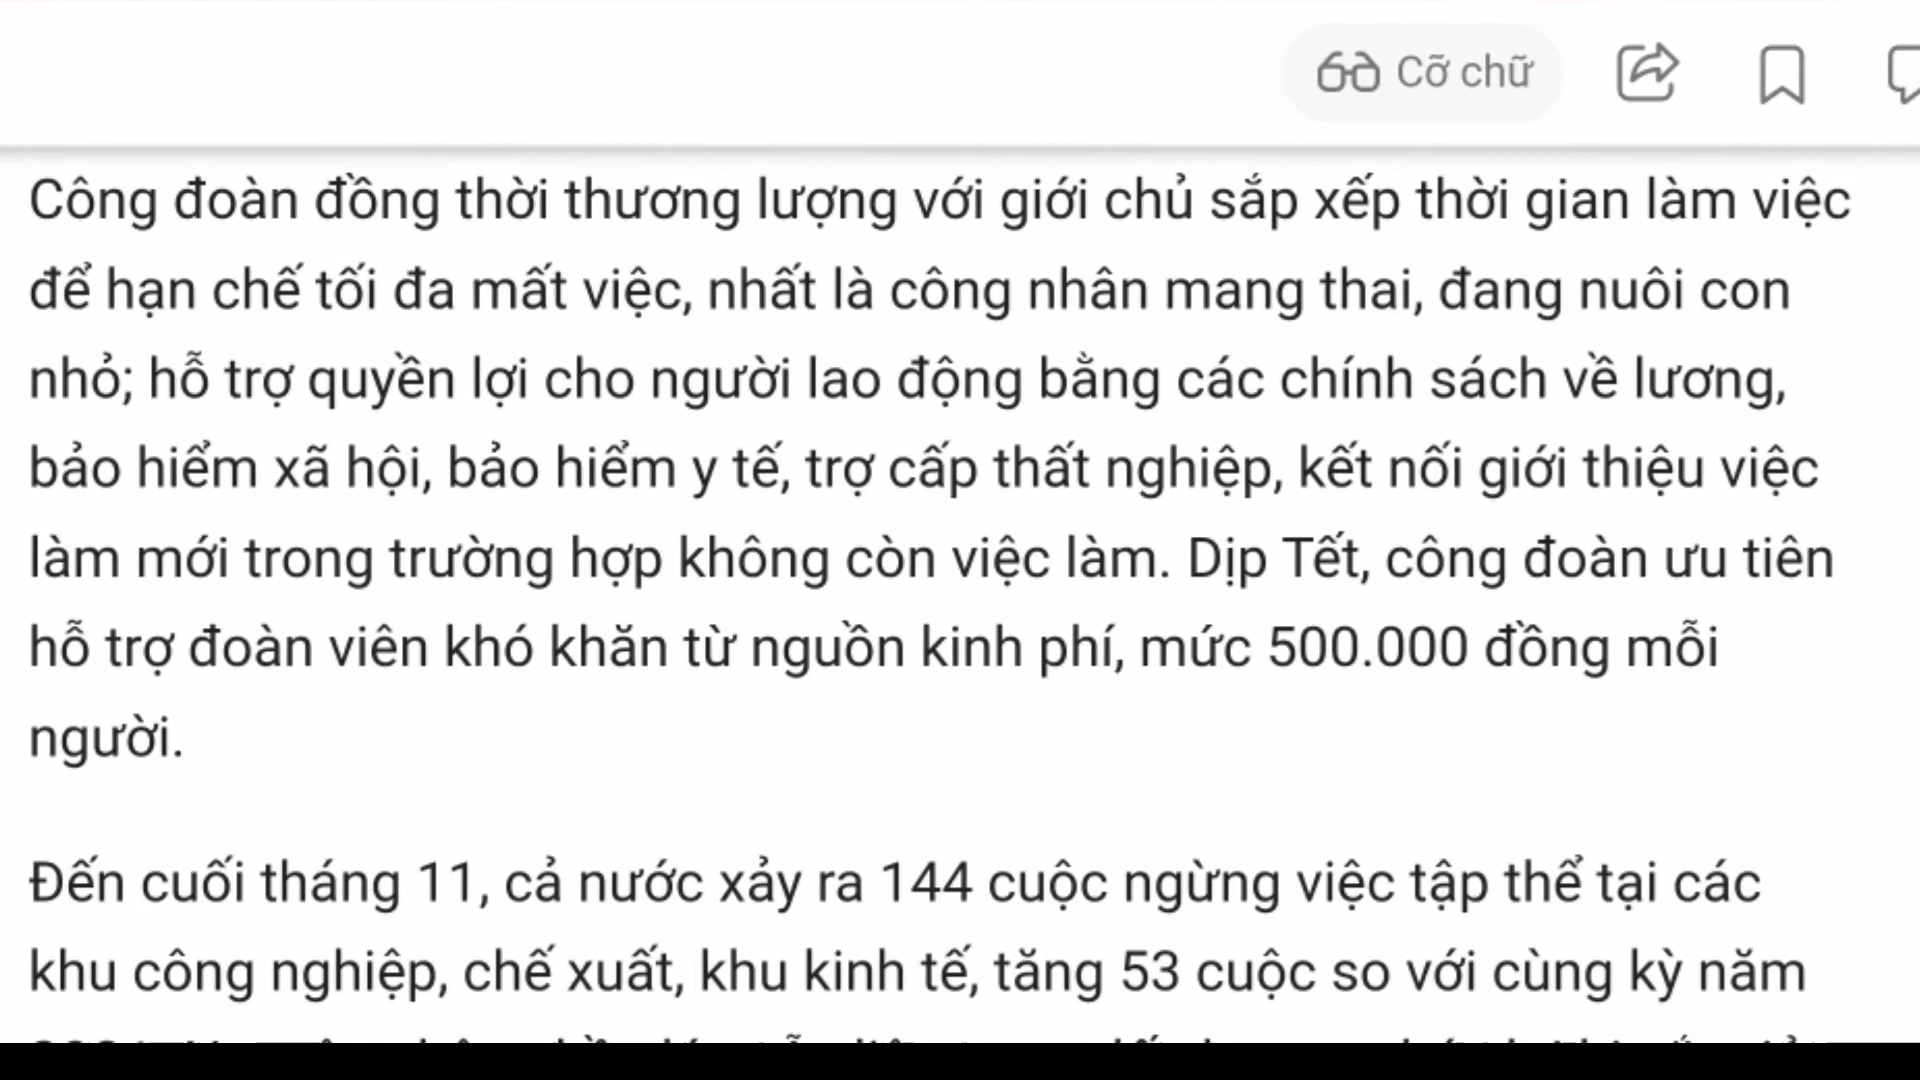 Cỡ chữ
Công đoàn đồng thời thương lượng với giới chủ sắp xếp thời gian làm việc
để hạn chế tối đa mất việc, nhất là công nhân mang thai, đang nuôi con
nhỏ; hỗ trợ quyền lợi cho người lao động bằng các chính sách về lương,
bảo hiểm xã hội, bảo hiểm y tế, trợ cấp thất nghiệp, kết nối giới thiệu việc
làm mới trong trường hợp không còn việc làm. Dịp Tết, công đoàn ưu tiên
hỗ trợ đoàn viên khó khăn từ nguồn kinh phí, mức 500.000 đồng mỗi
người.
Đến cuối tháng 11, cả nước xảy ra 144 cuộc ngừng việc tập thể tại các
khu công nghiệp, chế xuất, khu kinh tế, tăng 53 cuộc so với cùng kỳ năm